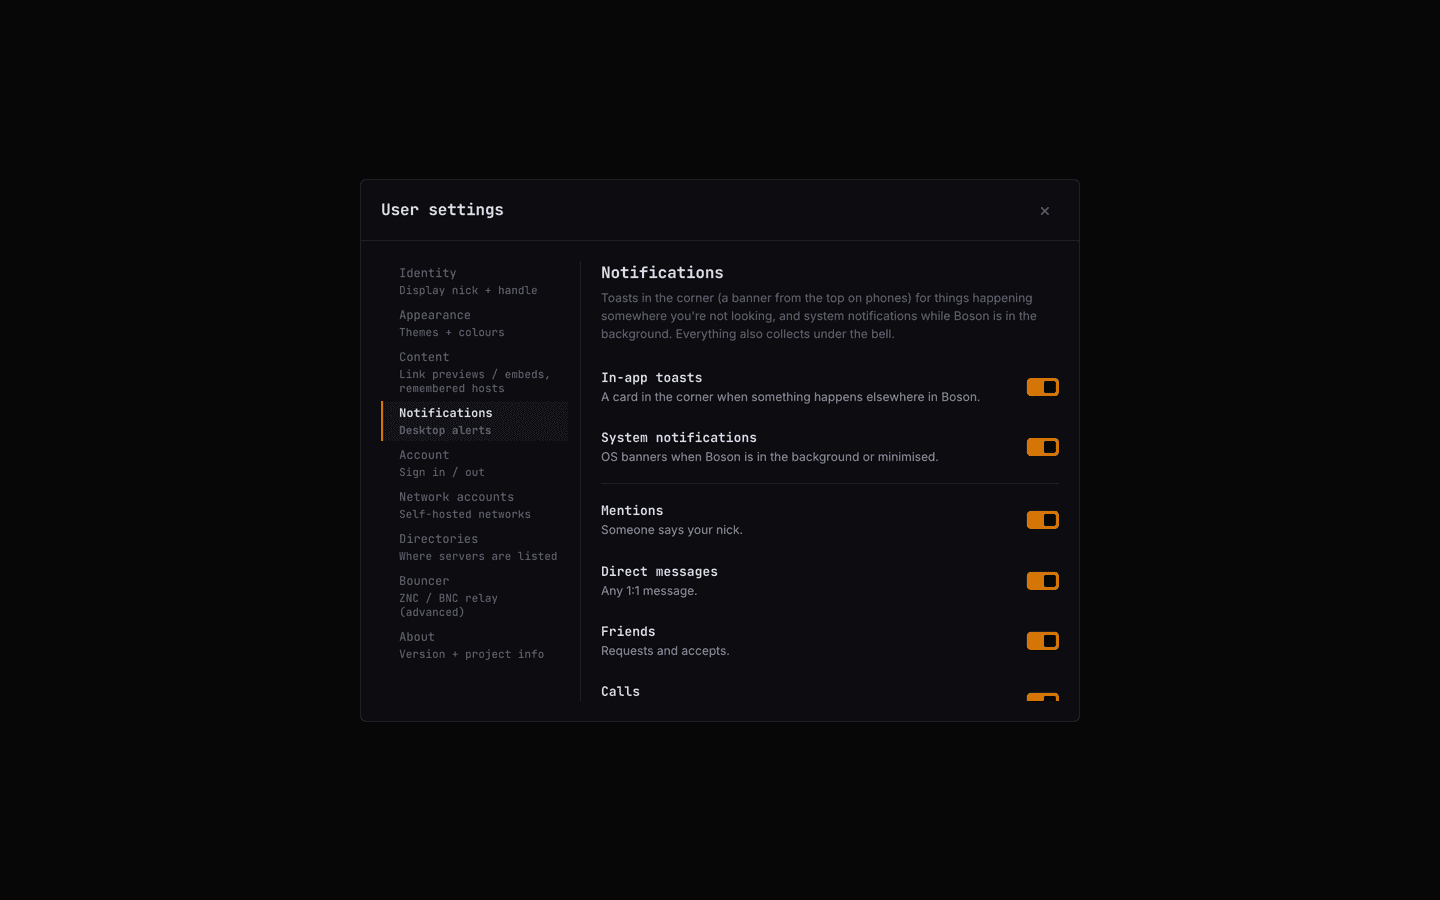 User settings
×
Identity
Display nick + handle
Appearance
Themes + colours
Content
Link previews / embeds,
remembered hosts
Notifications
Desktop alerts
Account
Sign in / out
Network accounts
Self-hosted networks
Directories
Where servers are listed
Bouncer
ZNC / BNC relay
(advanced)
About
Version + project info
Notifications
Toasts in the corner (a banner from the top on phones) for things happening
somewhere you're not looking, and system notifications while Boson is in the
background. Everything also collects under the bell.
In-app toasts
A card in the corner when something happens elsewhere in Boson.
System notifications
OS banners when Boson is in the background or minimised.
Mentions
Someone says your nick.
Direct messages
Any 1:1 message.
Friends
Requests and accepts.
Calls